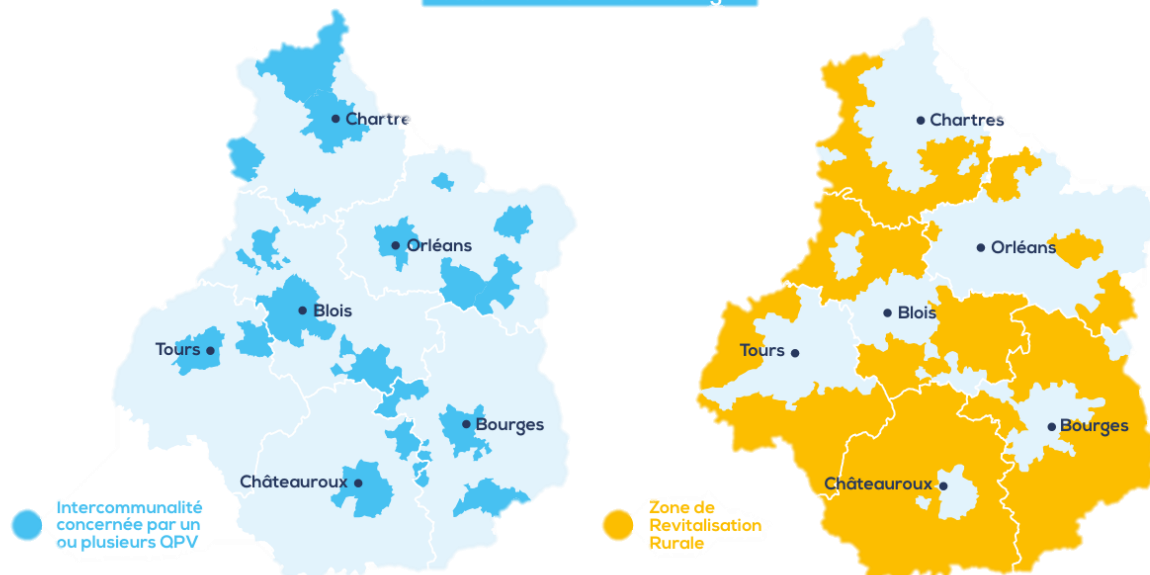 Chartre
Orléans
Blois
Tours
Bourges
Châteauroux
Intercommunalité
concernée par un
ou plusieurs QPV
Chartres
Orléans
Blois
Tours
Bourges
Châteauroux
Zone de
Revitalisation
Rurale